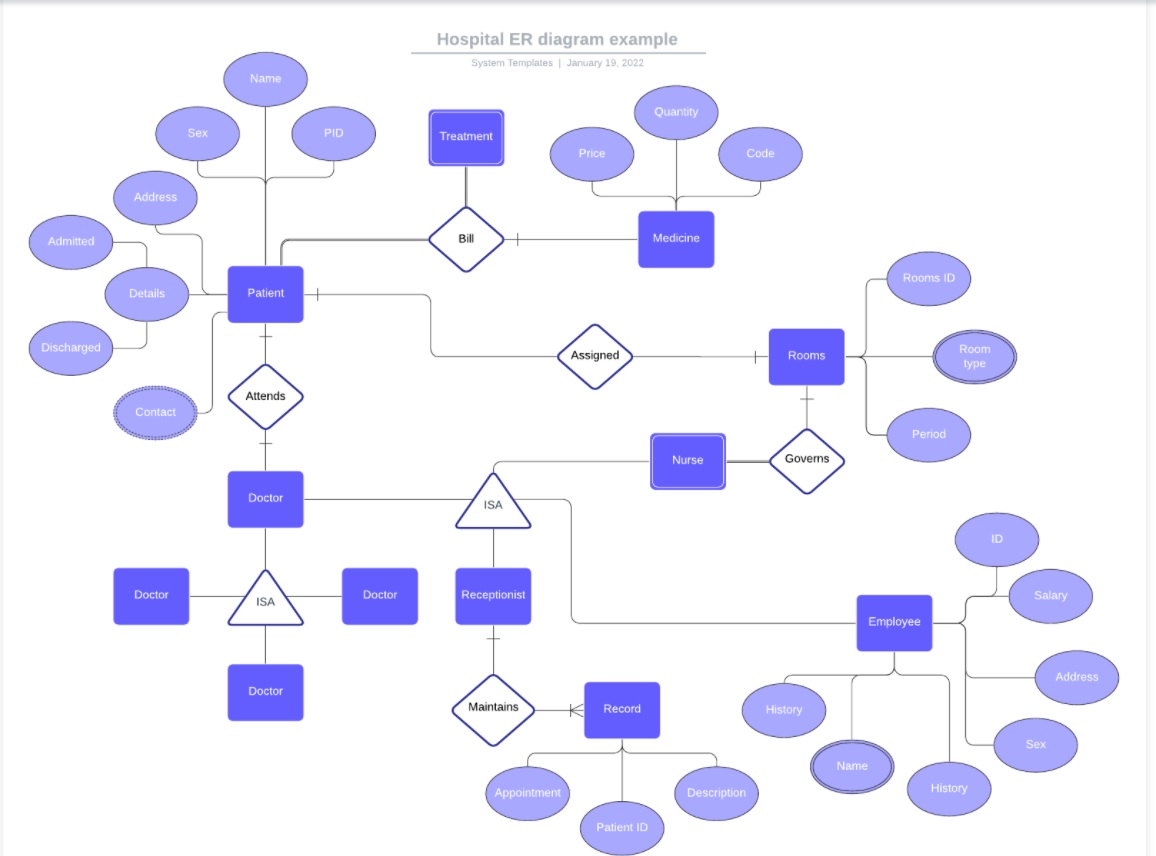 Hospital ER diagram example
System Templates | January 19, 2022
Name
Sex
PID
Address
Admitted
Details
Discharged
Contact
Patient
Treatment
Bill
Quantity
Price
Code
Medicine
Assigned
Rooms
Rooms ID
Room
type
Period
Attends
Nurse
Governs
Doctor
ISA
Doctor
ISA
Doctor
Doctor
Receptionist
Maintains
Record
Appointment
Patient ID
Description
Employee
ID
Salary
Address
Sex
History
Name
History